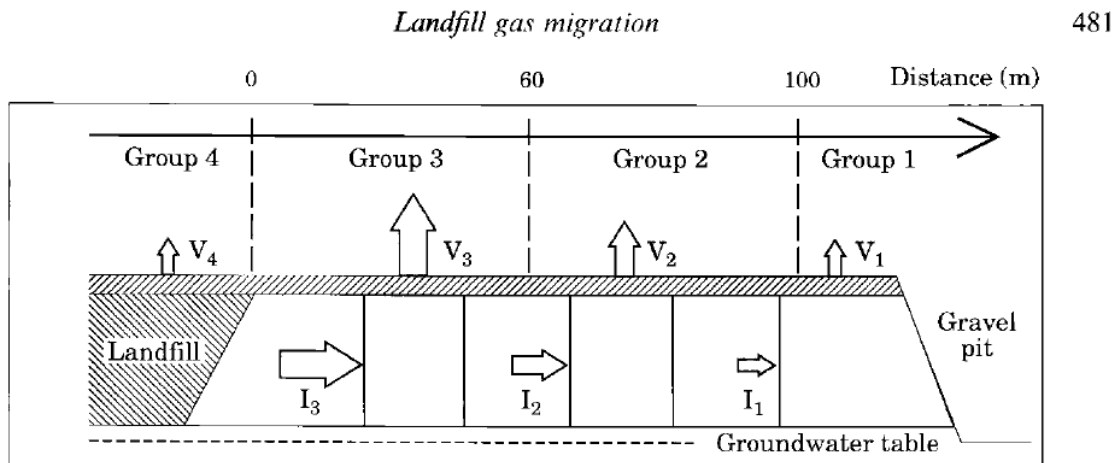 Landfill gas migration 481
0 60 100 Distance (m)
Group 4 Group 3 Group 2 Group 1
V4 V3 V2 V1
Landfill
Gravel
pit
I3 I2 I1
Groundwater table